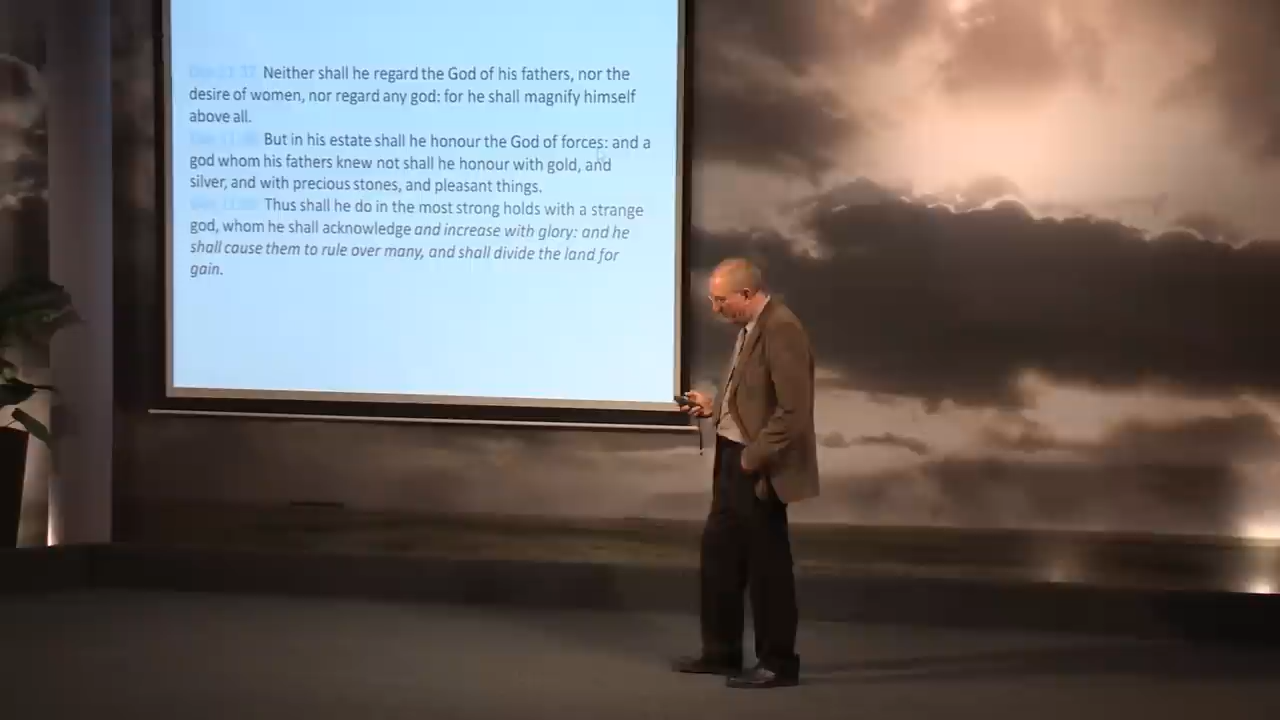 Neither shall he regard the God of his fathers, nor the
desire of women, nor regard any god: for he shall magnify himself
above all.
But in his estate shall he honour the God of forces: and a
god whom his fathers knew not shall he honour with gold, and
silver, and with precious stones, and pleasant things.
Thus shall he do in the most strong holds with a strange
god, whom he shall acknowledge and increase with glory: and he
shall cause them to rule over many, and shall divide the land for
gain.